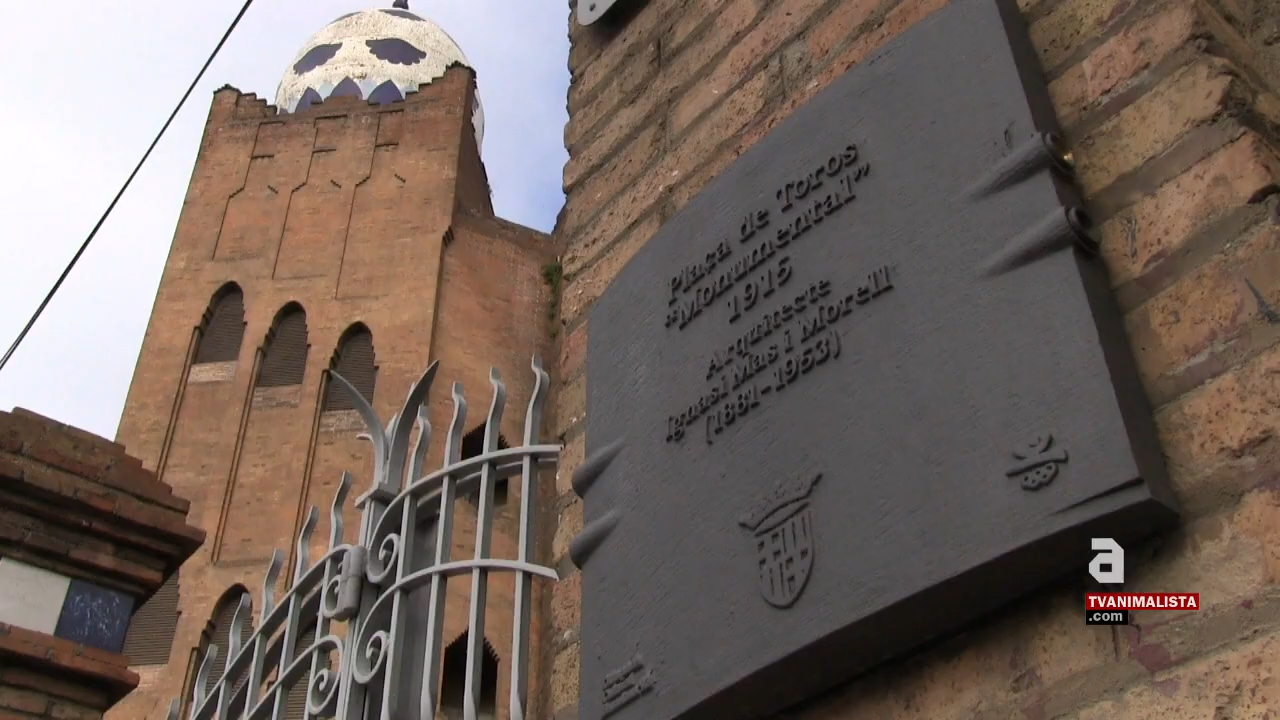 Plaça de Toros
"Monumental"
1915
Arquitecte
Ignasi Mas i Morell
(1881-1953)
a
TVANIMALISTA
.com